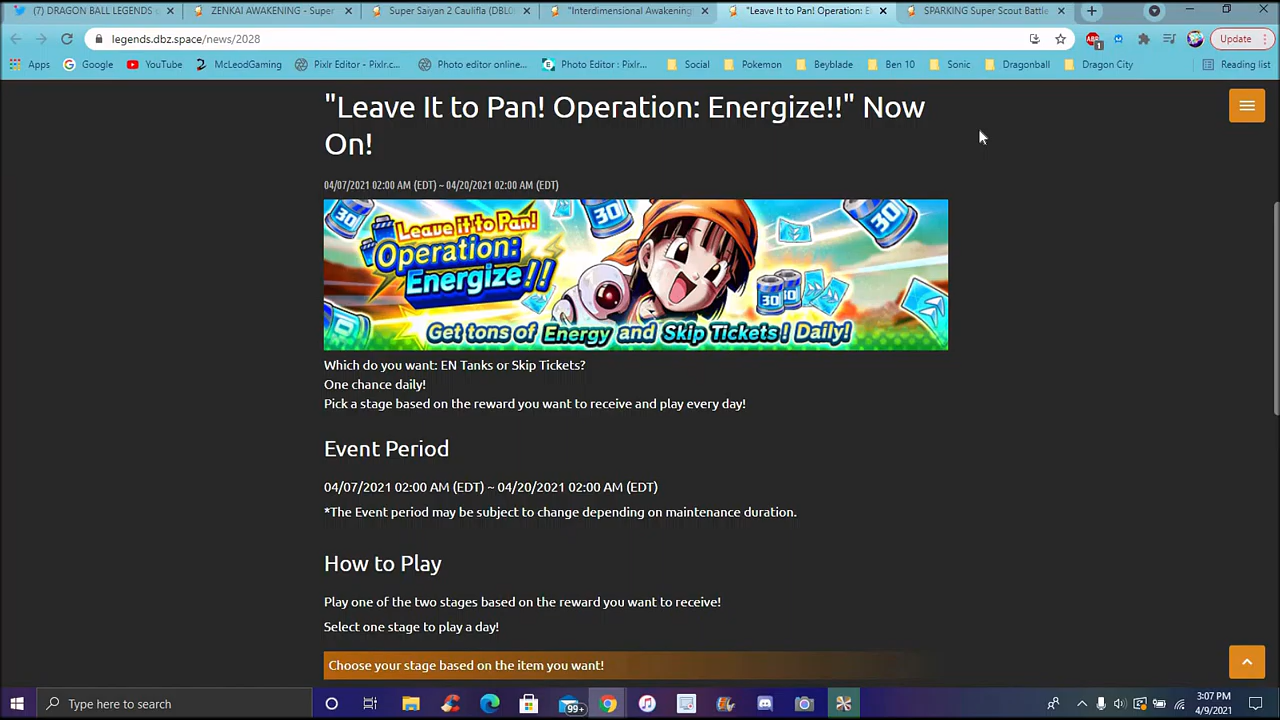 (7) DRAGON BALL LEGENDS
ZENKAI AWAKENING - Super
Super Saiyan 2 Caulifla (DBL0
"Interdimensional Awakening
"Leave It to Pan! Operation: E
SPARKING Super Scout Battle
legends.dbz.space/news/2028
ABP
1
Update
Apps
Google
YouTube
McLeodGaming
Pixlr Editor - Pixlr.c...
Photo editor online...
Photo Editor : Pixlr...
Social
Pokemon
Beyblade
Ben 10
Sonic
Dragonball
Dragon City
Reading list
"Leave It to Pan! Operation: Energize!!" Now
On!
04/07/2021 02:00 AM (EDT) ~ 04/20/2021 02:00 AM (EDT)
30
30
30
Leave it to Pan!
Operation:
Energize!!
30
10
Get tons of Energy and Skip Tickets! Daily!
Which do you want: EN Tanks or Skip Tickets?
One chance daily!
Pick a stage based on the reward you want to receive and play every day!
Event Period
04/07/2021 02:00 AM (EDT) ~ 04/20/2021 02:00 AM (EDT)
*The Event period may be subject to change depending on maintenance duration.
How to Play
Play one of the two stages based on the reward you want to receive!
Select one stage to play a day!
Choose your stage based on the item you want!
Type here to search
99+
3:07 PM
4/9/2021